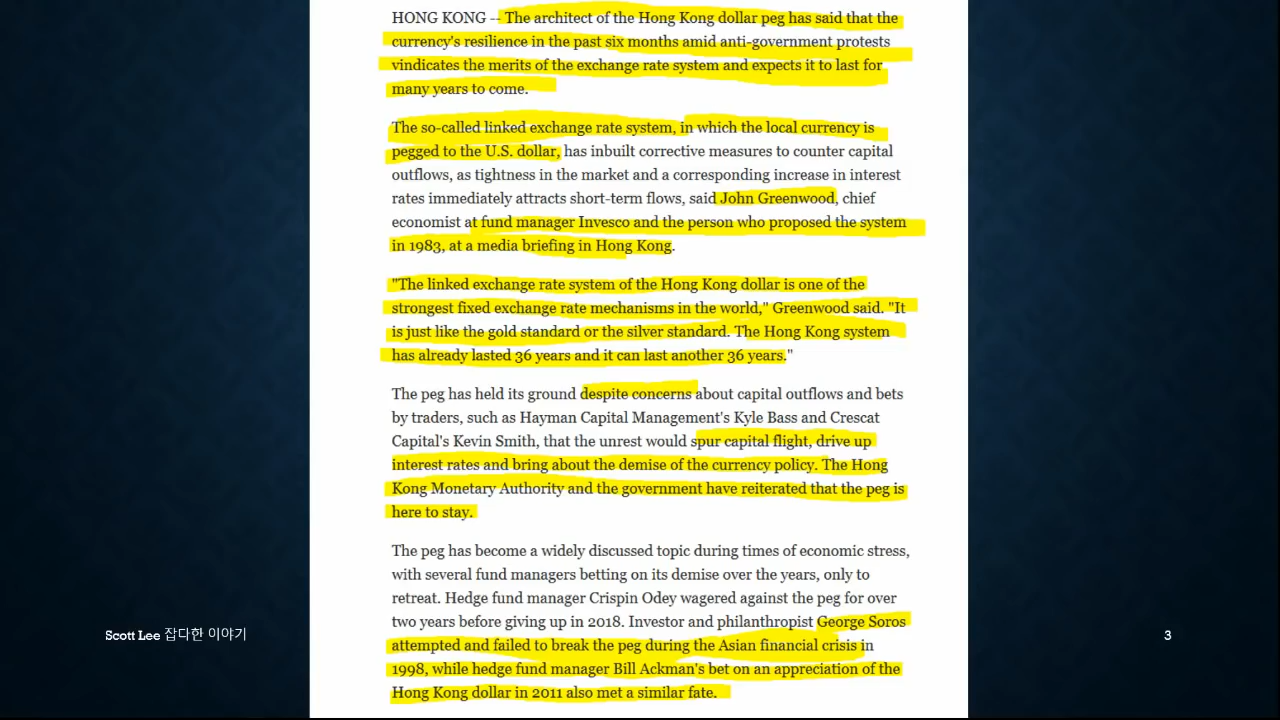 HONG KONG -- The architect of the Hong Kong dollar peg has said that the
currency's resilience in the past six months amid anti-government protests
vindicates the merits of the exchange rate system and expects it to last for
many years to come.
The so-called linked exchange rate system, in which the local currency is
pegged to the U.S. dollar, has inbuilt corrective measures to counter capital
outflows, as tightness in the market and a corresponding increase in interest
rates immediately attracts short-term flows, said John Greenwood, chief
economist at fund manager Invesco and the person who proposed the system
in 1983, at a media briefing in Hong Kong.
"The linked exchange rate system of the Hong Kong dollar is one of the
strongest fixed exchange rate mechanisms in the world," Greenwood said. "It
is just like the gold standard or the silver standard. The Hong Kong system
has already lasted 36 years and it can last another 36 years."
The peg has held its ground despite concerns about capital outflows and bets
by traders, such as Hayman Capital Management's Kyle Bass and Crescat
Capital's Kevin Smith, that the unrest would spur capital flight, drive up
interest rates and bring about the demise of the currency policy. The Hong
Kong Monetary Authority and the government have reiterated that the peg is
here to stay.
The peg has become a widely discussed topic during times of economic stress,
with several fund managers betting on its demise over the years, only to
retreat. Hedge fund manager Crispin Odey wagered against the peg for over
two years before giving up in 2018. Investor and philanthropist George Soros
attempted and failed to break the peg during the Asian financial crisis in
1998, while hedge fund manager Bill Ackman's bet on an appreciation of the
Hong Kong dollar in 2011 also met a similar fate.
Scott Lee 잡다한 이야기
3